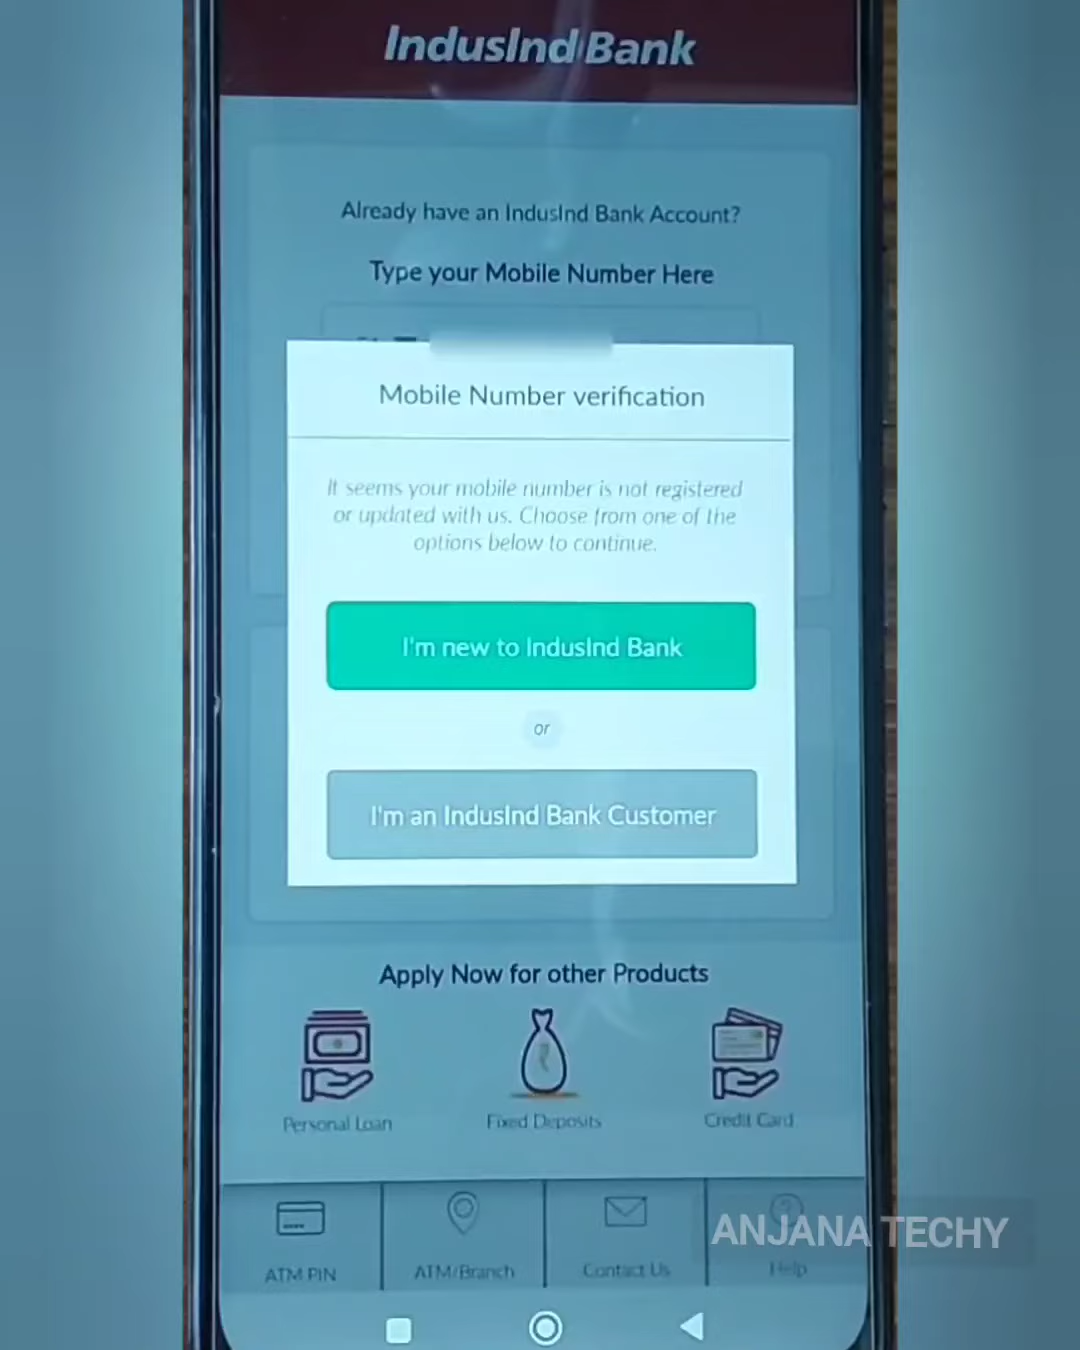 IndusInd Bank
Already have an IndusInd Bank Account?
Type your Mobile Number Here
Mobile Number verification
It seems your mobile number is not registered
or updated with us. Choose from one of the
options below to continue.
I'm new to IndusInd Bank
or
I'm an IndusInd Bank Customer
Apply Now for other Products
Personal Loan
Fixed Deposits
Credit Card
ATM PIN
ATM/Branch
Contact Us
Help
ANJANA TECHY